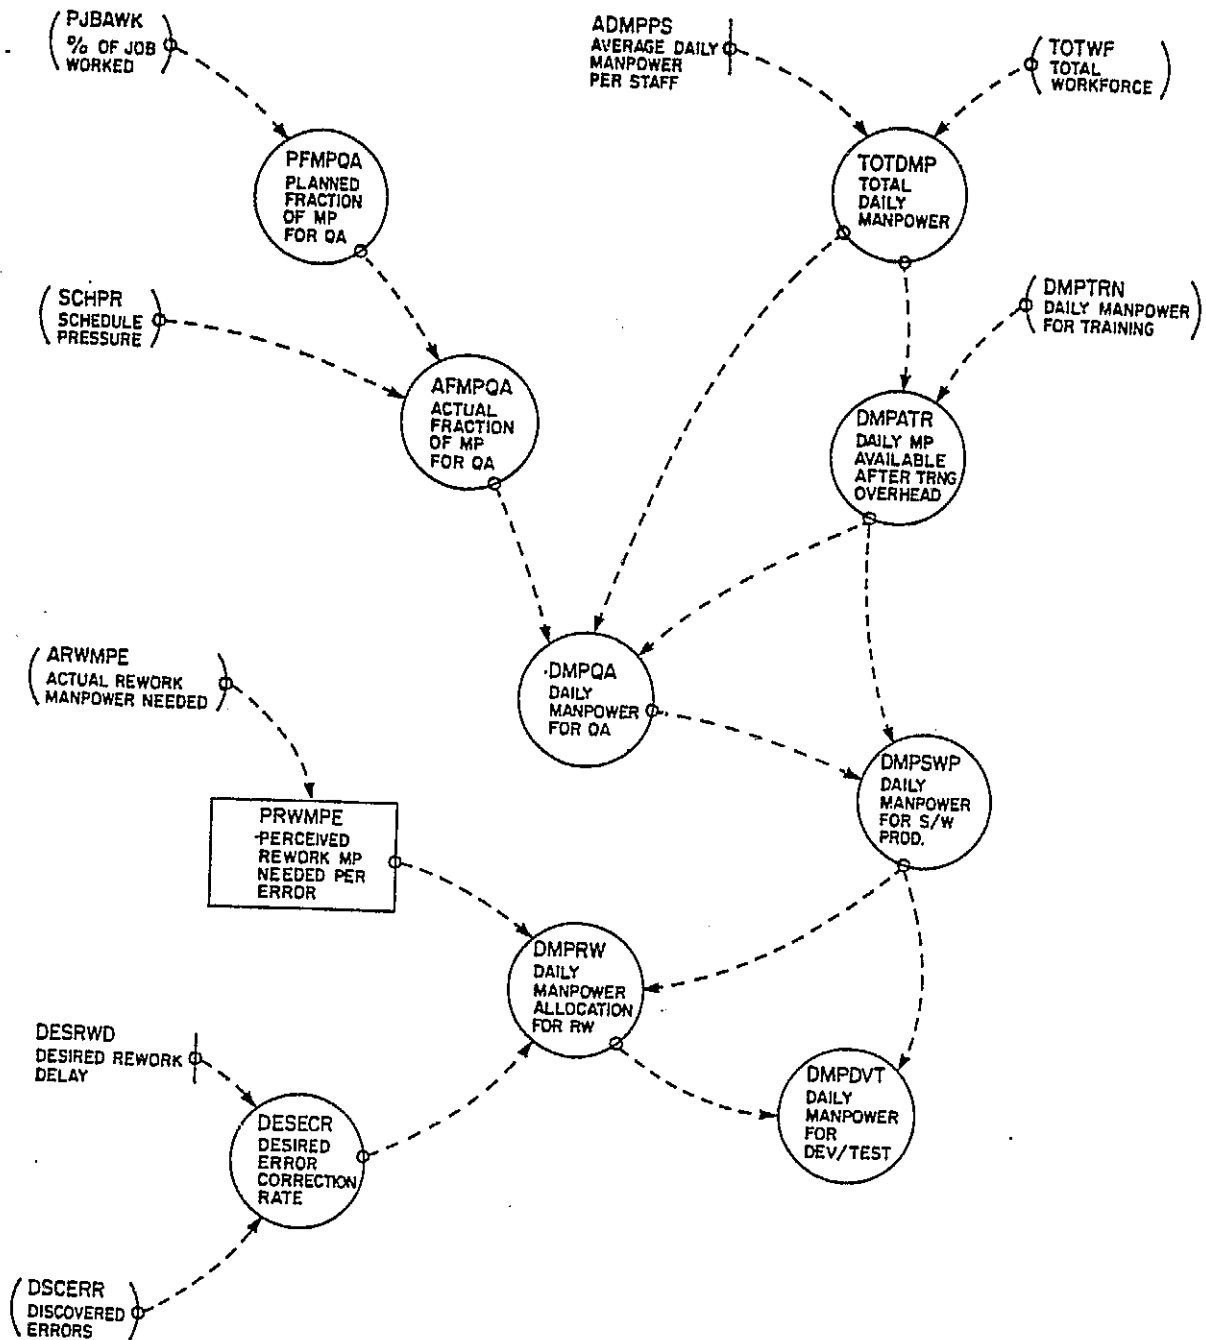 PJBAWK
% OF JOB
WORKED
ADMPPS
AVERAGE DAILY
MANPOWER
PER STAFF
TOTWF
TOTAL
WORKFORCE
PFMPQA
PLANNED
FRACTION
OF MP
FOR QA
TOTDMP
TOTAL
DAILY
MANPOWER
SCHPR
SCHEDULE
PRESSURE
DMPTRN
DAILY MANPOWER
FOR TRAINING
AFMPQA
ACTUAL
FRACTION
OF MP
FOR QA
DMPATR
DAILY MP
AVAILABLE
AFTER TRNG
OVERHEAD
ARWMPE
ACTUAL REWORK
MANPOWER NEEDED
DMPQA
DAILY
MANPOWER
FOR QA
DMPSWP
DAILY
MANPOWER
FOR S/W
PROD.
PRWMPE
PERCEIVED
REWORK MP
NEEDED PER
ERROR
DMPRW
DAILY
MANPOWER
ALLOCATION
FOR RW
DESRWD
DESIRED REWORK
DELAY
DMPDVT
DAILY
MANPOWER
FOR
DEV/TEST
DESECR
DESIRED
ERROR
CORRECTION
RATE
DSCERR
DISCOVERED
ERRORS